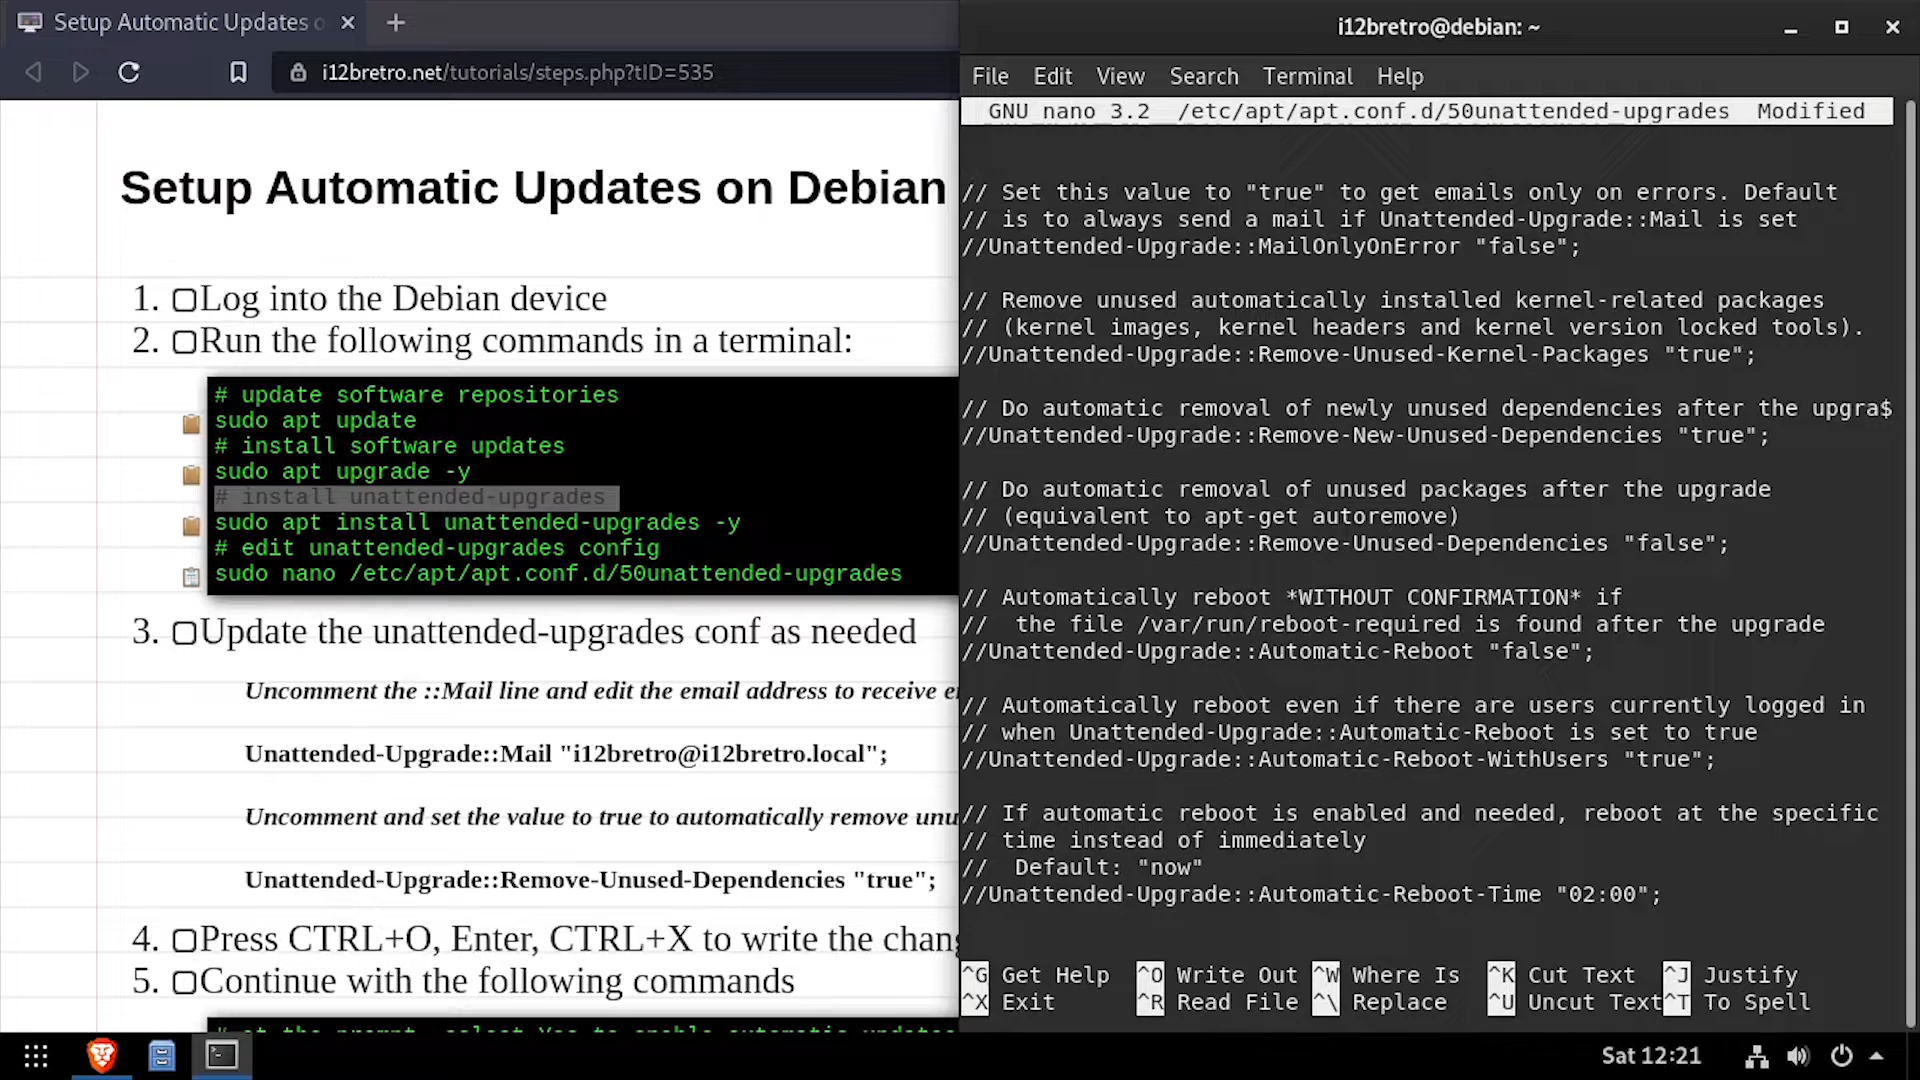 Setup Automatic Updates o
i12bretro.net/tutorials/steps.php?tID=535
Setup Automatic Updates on Debian
1. Log into the Debian device
2. Run the following commands in a terminal:
# update software repositories
sudo apt update
# install software updates
sudo apt upgrade -y
# install unattended-upgrades
sudo apt install unattended-upgrades -y
# edit unattended-upgrades config
sudo nano /etc/apt/apt.conf.d/50unattended-upgrades
3. Update the unattended-upgrades conf as needed
Uncomment the ::Mail line and edit the email address to receive
Unattended-Upgrade::Mail "i12bretro@i12bretro.local";
Uncomment and set the value to true to automatically remove unu
Unattended-Upgrade::Remove-Unused-Dependencies "true";
4. Press CTRL+O, Enter, CTRL+X to write the chang
5. Continue with the following commands
# at the prompt, select Yes to enable automatic updates
i12bretro@debian: ~
File Edit View Search Terminal Help
GNU nano 3.2 /etc/apt/apt.conf.d/50unattended-upgrades Modified
// Set this value to "true" to get emails only on errors. Default
// is to always send a mail if Unattended-Upgrade::Mail is set
//Unattended-Upgrade::MailOnlyOnError "false";
// Remove unused automatically installed kernel-related packages
// (kernel images, kernel headers and kernel version locked tools).
//Unattended-Upgrade::Remove-Unused-Kernel-Packages "true";
// Do automatic removal of newly unused dependencies after the upgra$
//Unattended-Upgrade::Remove-New-Unused-Dependencies "true";
// Do automatic removal of unused packages after the upgrade
// (equivalent to apt-get autoremove)
//Unattended-Upgrade::Remove-Unused-Dependencies "false";
// Automatically reboot *WITHOUT CONFIRMATION* if
//  the file /var/run/reboot-required is found after the upgrade
//Unattended-Upgrade::Automatic-Reboot "false";
// Automatically reboot even if there are users currently logged in
// when Unattended-Upgrade::Automatic-Reboot is set to true
//Unattended-Upgrade::Automatic-Reboot-WithUsers "true";
// If automatic reboot is enabled and needed, reboot at the specific
// time instead of immediately
//  Default: "now"
//Unattended-Upgrade::Automatic-Reboot-Time "02:00";
^G Get Help ^O Write Out ^W Where Is ^K Cut Text ^J Justify
^X Exit ^R Read File ^\ Replace ^U Uncut Text ^T To Spell
Sat 12:21